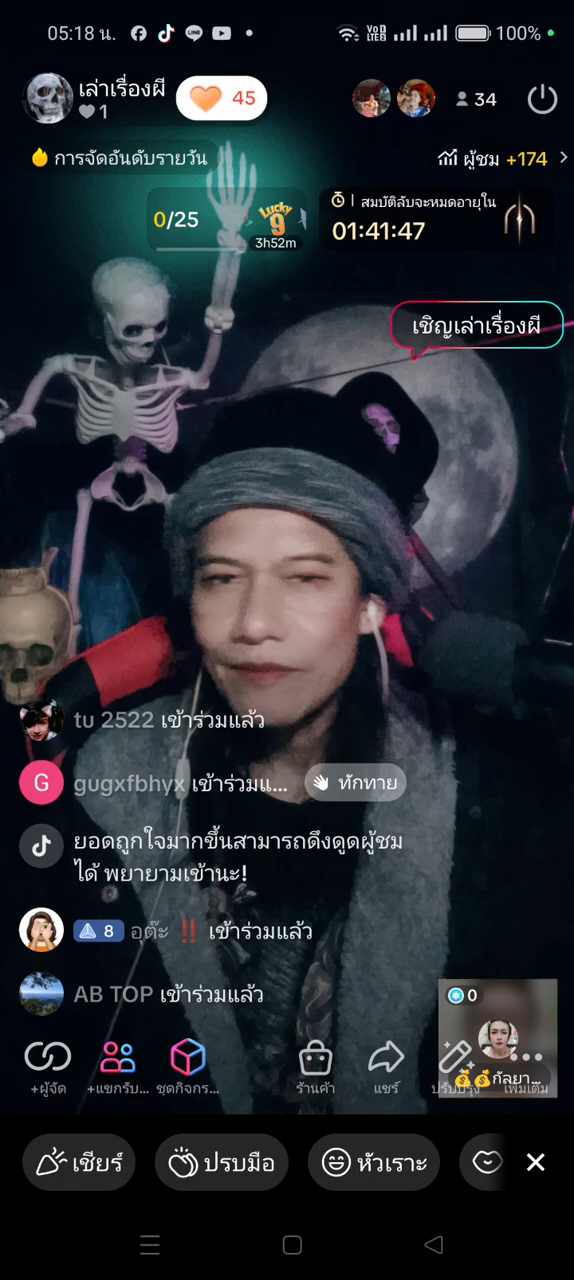 05:18 น.
VoD LTEB
100%
เล่าเรื่องผี
1
45
34
การจัดอันดับรายวัน
ผู้ชม +174
0/25
Lucky 9
3h52m
สมบัติลับจะหมดอายุใน
01:41:47
เชิญเล่าเรื่องผี
tu 2522 เข้าร่วมแล้ว
G
gugxfbhyx เข้าร่วมแ...
ทักทาย
ยอดถูกใจมากขึ้นสามารถดึงดูดผู้ชม
ได้ พยายามเข้านะ!
8 อุต๊ะ ‼️ เข้าร่วมแล้ว
AB TOP เข้าร่วมแล้ว
0
💰💰กัลยา...
+ผู้จัด
+แขกรับ...
ชุดกิจกร...
ร้านค้า
แชร์
ปรับปรุง
เพิ่มเติม
เชียร์
ปรบมือ
หัวเราะ